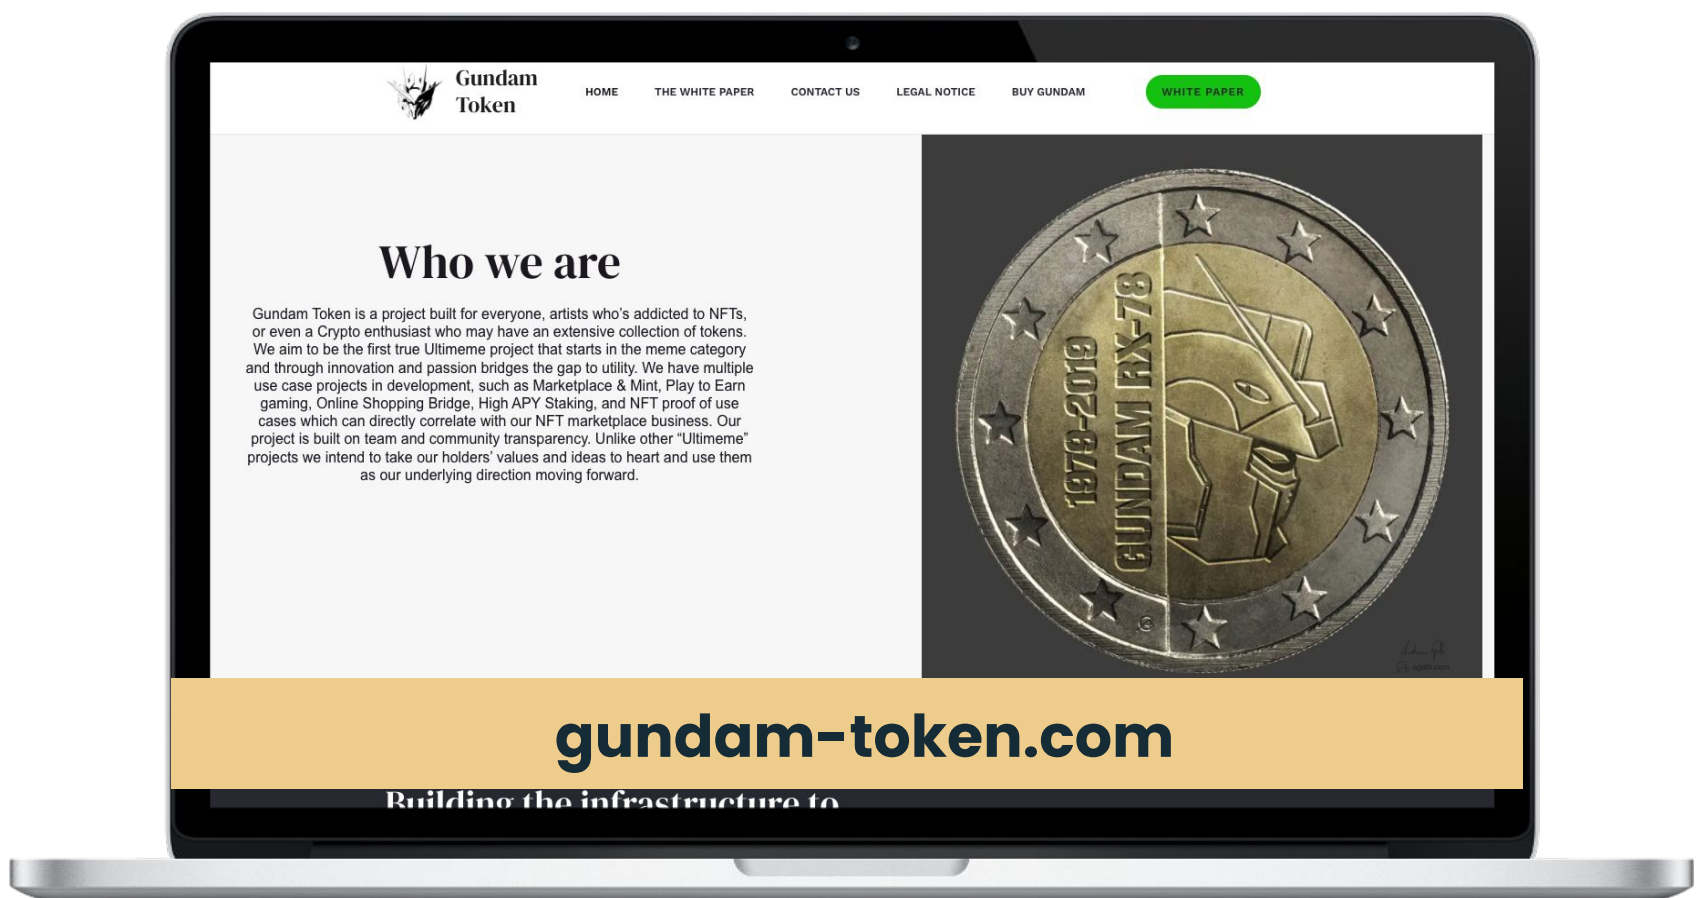 Gundam
Token
HOME
THE WHITE PAPER
CONTACT US
LEGAL NOTICE
BUY GUNDAM
WHITE PAPER
Who we are
Gundam Token is a project built for everyone, artists who's addicted to NFTs,
or even a Crypto enthusiast who may have an extensive collection of tokens.
We aim to be the first true Ultimeme project that starts in the meme category
and through innovation and passion bridges the gap to utility. We have multiple
use case projects in development, such as Marketplace & Mint, Play to Earn
gaming, Online Shopping Bridge, High APY Staking, and NFT proof of use
cases which can directly correlate with our NFT marketplace business. Our
project is built on team and community transparency. Unlike other “Ultimeme”
projects we intend to take our holders’ values and ideas to heart and use them
as our underlying direction moving forward.
1979-2019
GUNDAM RX-78
gundam-token.com
Building the infrastructure to